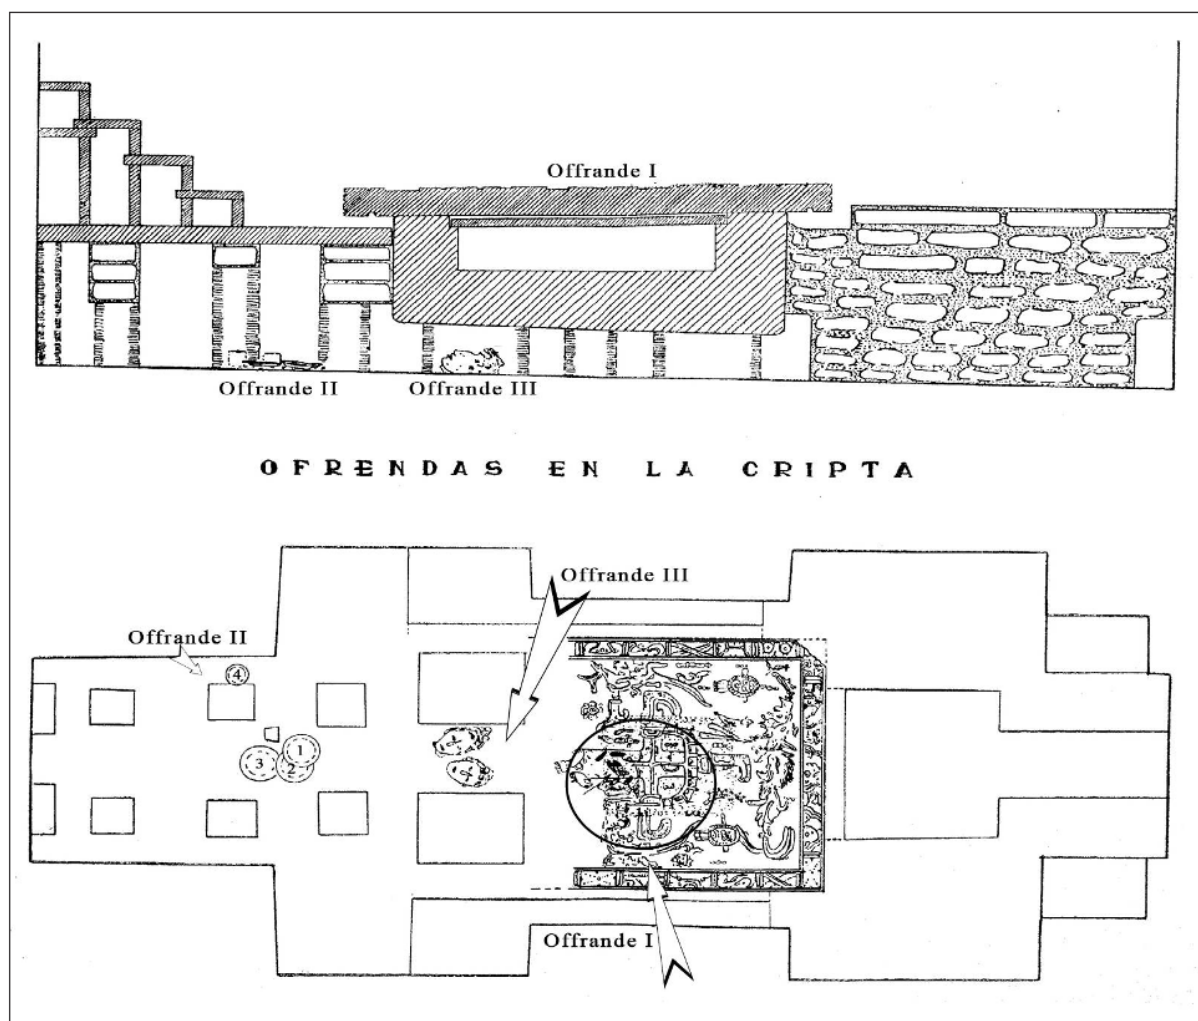 Offrande I
Offrande II
Offrande III
OFRENDAS EN LA CRIPTA
Offrande III
Offrande II
4
1
3
2
Offrande I